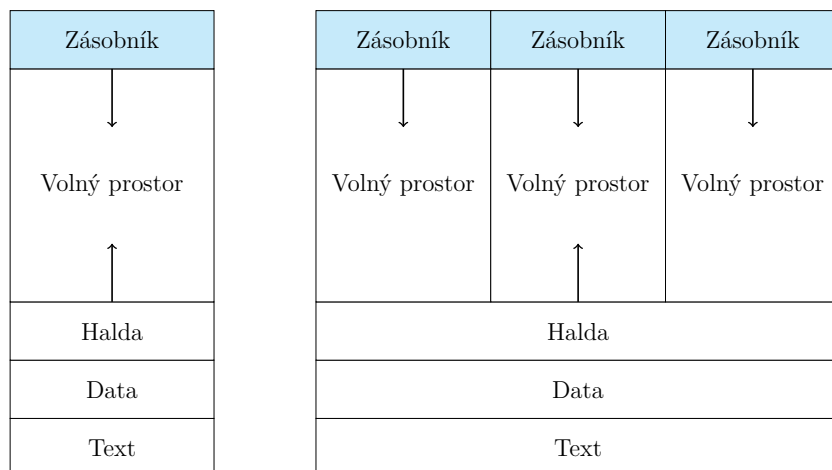 Zásobník
Volný prostor
Halda
Data
Text
Zásobník
Zásobník
Zásobník
Volný prostor
Volný prostor
Volný prostor
Halda
Data
Text